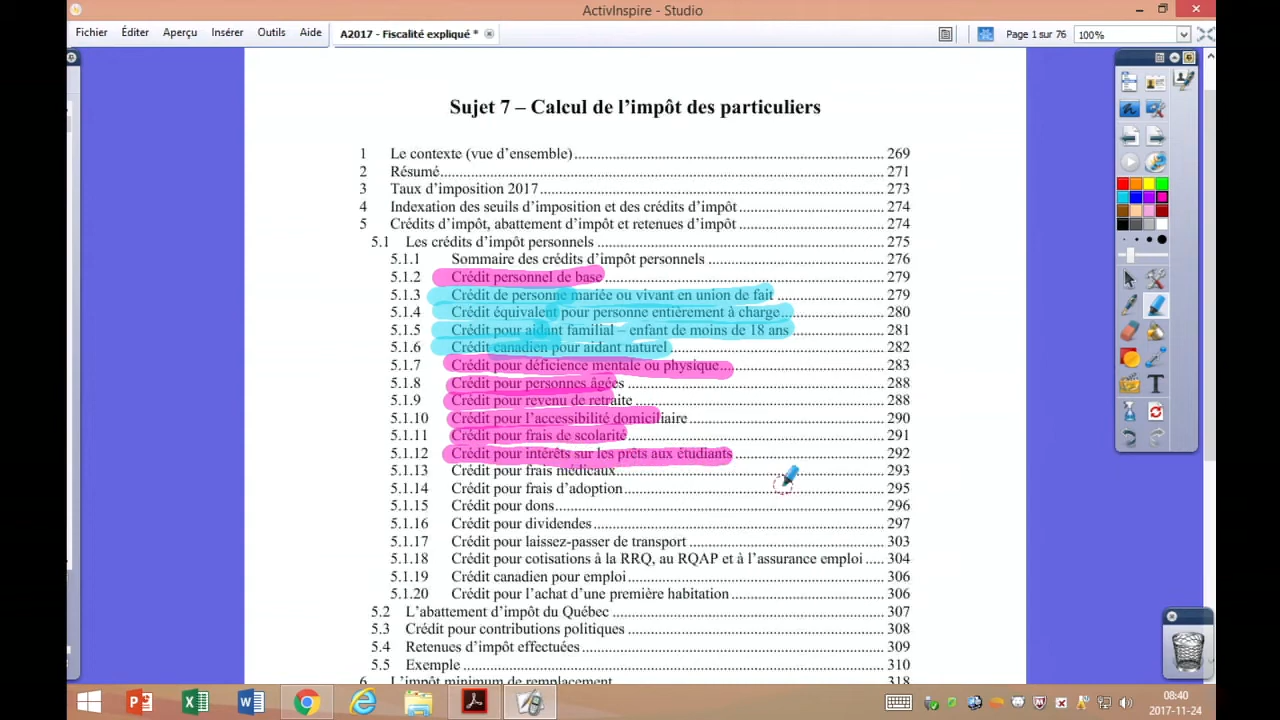 ActivInspire - Studio
Fichier Éditer Aperçu Insérer Outils Aide A2017 - Fiscalité expliqué * Page 1 sur 76 100%
Sujet 7 – Calcul de l'impôt des particuliers
1 Le contexte (vue d'ensemble) 269
2 Résumé 271
3 Taux d'imposition 2017 273
4 Indexation des seuils d'imposition et des crédits d'impôt 274
5 Crédits d'impôt, abattement d'impôt et retenues d'impôt 274
5.1 Les crédits d'impôt personnels 275
5.1.1 Sommaire des crédits d'impôt personnels 276
5.1.2 Crédit personnel de base 279
5.1.3 Crédit de personne mariée ou vivant en union de fait 279
5.1.4 Crédit équivalent pour personne entièrement à charge 280
5.1.5 Crédit pour aidant familial – enfant de moins de 18 ans 281
5.1.6 Crédit canadien pour aidant naturel 282
5.1.7 Crédit pour déficience mentale ou physique 283
5.1.8 Crédit pour personnes âgées 288
5.1.9 Crédit pour revenu de retraite 288
5.1.10 Crédit pour l'accessibilité domiciliaire 290
5.1.11 Crédit pour frais de scolarité 291
5.1.12 Crédit pour intérêts sur les prêts aux étudiants 292
5.1.13 Crédit pour frais médicaux 293
5.1.14 Crédit pour frais d'adoption 295
5.1.15 Crédit pour dons 296
5.1.16 Crédit pour dividendes 297
5.1.17 Crédit pour laissez-passer de transport 303
5.1.18 Crédit pour cotisations à la RRQ, au RQAP et à l'assurance emploi 304
5.1.19 Crédit canadien pour emploi 306
5.1.20 Crédit pour l'achat d'une première habitation 306
5.2 L'abattement d'impôt du Québec 307
5.3 Crédit pour contributions politiques 308
5.4 Retenues d'impôt effectuées 309
5.5 Exemple 310
6 L'impôt minimum de remplacement 318
08:40
2017-11-24